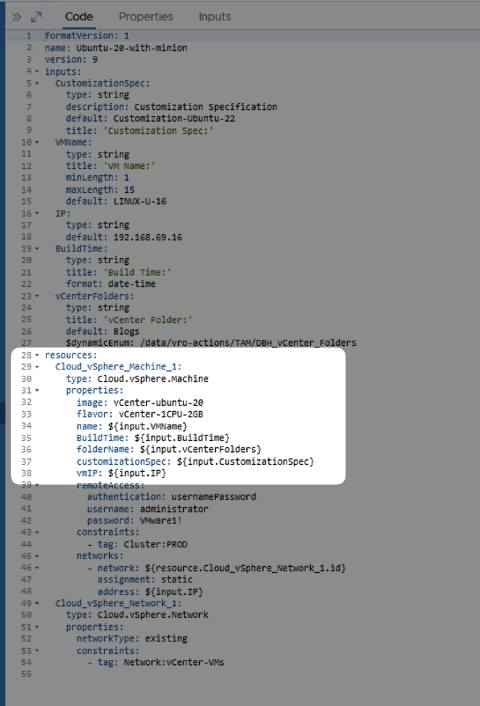 Code Properties Inputs
1 formatVersion: 1
2 name: Ubuntu-20-with-minion
3 version: 9
4 inputs:
5 CustomizationSpec:
6 type: string
7 description: Customization Specification
8 default: Customization-Ubuntu-22
9 title: 'Customization Spec:'
10 VMName:
11 type: string
12 title: 'VM Name:'
13 minLength: 1
14 maxLength: 15
15 default: LINUX-U-16
16 IP:
17 type: string
18 default: 192.168.69.16
19 BuildTime:
20 type: string
21 title: 'Build Time:'
22 format: date-time
23 vCenterFolders:
24 type: string
25 title: 'vCenter Folder:'
26 default: Blogs
27 $dynamicEnum: /data/vro-actions/TAM/DBH_vCenter_Folders
28 resources:
29 Cloud_vSphere_Machine_1:
30 type: Cloud.vSphere.Machine
31 properties:
32 image: vCenter-ubuntu-20
33 flavor: vCenter-1CPU-2GB
34 name: ${input.VMName}
35 BuildTime: ${input.BuildTime}
36 folderName: ${input.vCenterFolders}
37 customizationSpec: ${input.CustomizationSpec}
38 vmIP: ${input.IP}
39 remoteAccess:
40 authentication: usernamePassword
41 username: administrator
42 password: VMware1!
43 constraints:
44 - tag: Cluster:PROD
45 networks:
46 - network: ${resource.Cloud_vSphere_Network_1.id}
47 assignment: static
48 address: ${input.IP}
49 Cloud_vSphere_Network_1:
50 type: Cloud.vSphere.Network
51 properties:
52 networkType: existing
53 constraints:
54 - tag: Network:vCenter-VMs
55